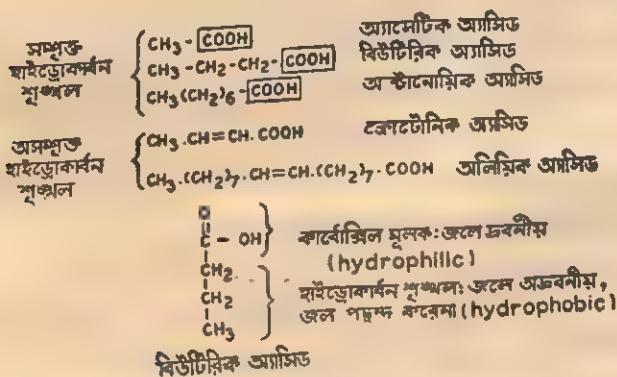 সম্পৃক্ত হাইড্রোকার্বন শৃঙ্খল
CH₃ - COOH অ্যাসেটিক অ্যাসিড
CH₃ - CH₂ - CH₂ - COOH বিউটিরিক অ্যাসিড
CH₃(CH₂)₆ - COOH অক্টানোয়িক অ্যাসিড
অসম্পৃক্ত হাইড্রোকার্বন শৃঙ্খল
CH₃.CH=CH.COOH ক্রোটোনিক অ্যাসিড
CH₃.(CH₂)₇.CH=CH.(CH₂)₇.COOH অলিয়িক অ্যাসিড
O
C - OH
কার্বোক্সিল মূলক: জলে দ্রবনীয়
(hydrophilic)
CH₂
CH₂
CH₃
হাইড্রোকার্বন শৃঙ্খল: জলে অদ্রবনীয়,
জল পছন্দ করেনা (hydrophobic)
বিউটিরিক অ্যাসিড